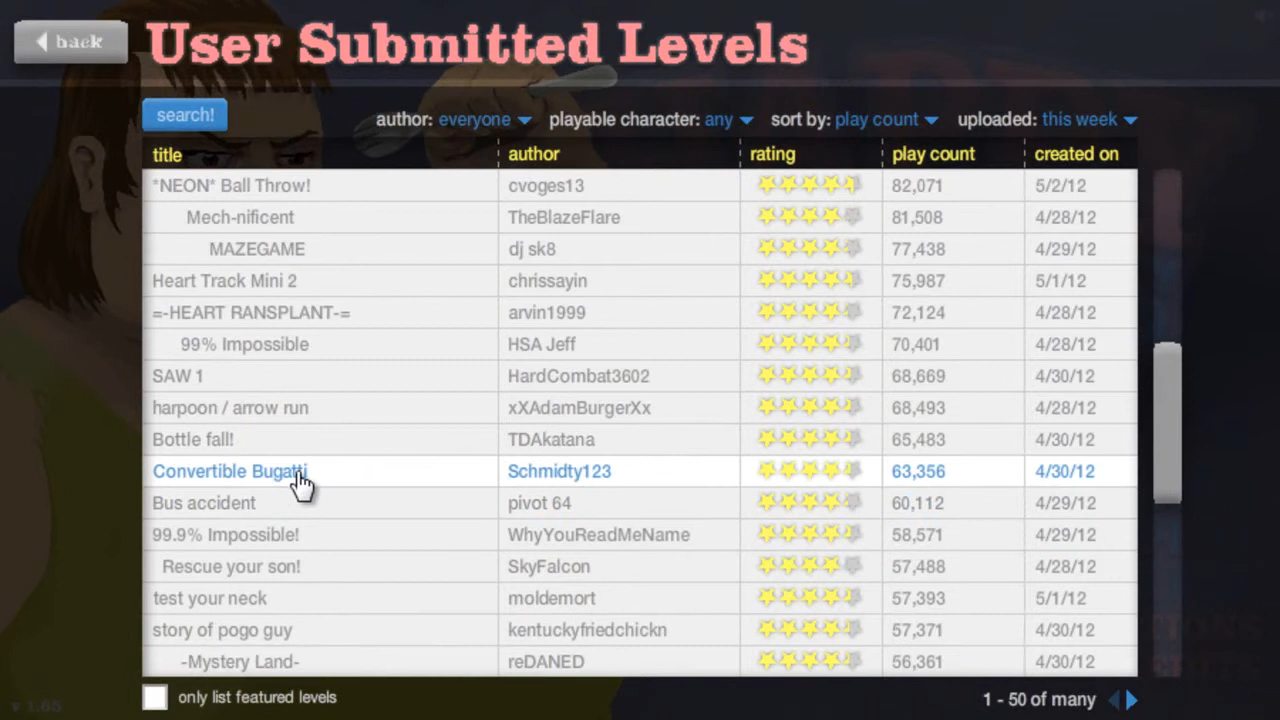 back
User Submitted Levels
search! author: everyone playable character: any sort by: play count uploaded: this week
title author rating play count created on
*NEON* Ball Throw! cvoges13 82,071 5/2/12
Mech-nificent TheBlazeFlare 81,508 4/28/12
MAZEGAME dj sk8 77,438 4/29/12
Heart Track Mini 2 chrissayin 75,987 5/1/12
=-HEART RANSPLANT-= arvin1999 72,124 4/28/12
99% Impossible HSA Jeff 70,401 4/28/12
SAW 1 HardCombat3602 68,669 4/30/12
harpoon / arrow run xXAdamBurgerXx 68,493 4/28/12
Bottle fall! TDAkatana 65,483 4/30/12
Convertible Bugatti Schmidty123 63,356 4/30/12
Bus accident pivot 64 60,112 4/29/12
99.9% Impossible! WhyYouReadMeName 58,571 4/29/12
Rescue your son! SkyFalcon 57,488 4/28/12
test your neck moldemort 57,393 5/1/12
story of pogo guy kentuckyfriedchickn 57,371 4/30/12
-Mystery Land- reDANED 56,361 4/30/12
only list featured levels 1 - 50 of many
v 1.65